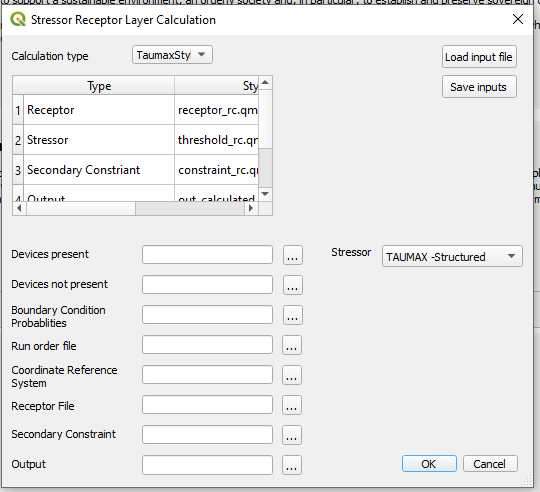 to support a sustainable environment, an orderly society and, in particular, to establish and preserve sovereign
Stressor Receptor Layer Calculation
Calculation type
TaumaxStyl
Load input file
Save inputs
Type
Sty
1 Receptor receptor_rc.qm
2 Stressor threshold_rc.qn
3 Secondary Constriant constraint_rc.qn
4 Output out_calculated
Devices present
...
Stressor
TAUMAX -Structured
Devices not present
...
Boundary Condition
Probablities
...
Run order file
...
Coordinate Reference
System
...
Receptor File
...
Secondary Constraint
...
Output
...
OK
Cancel